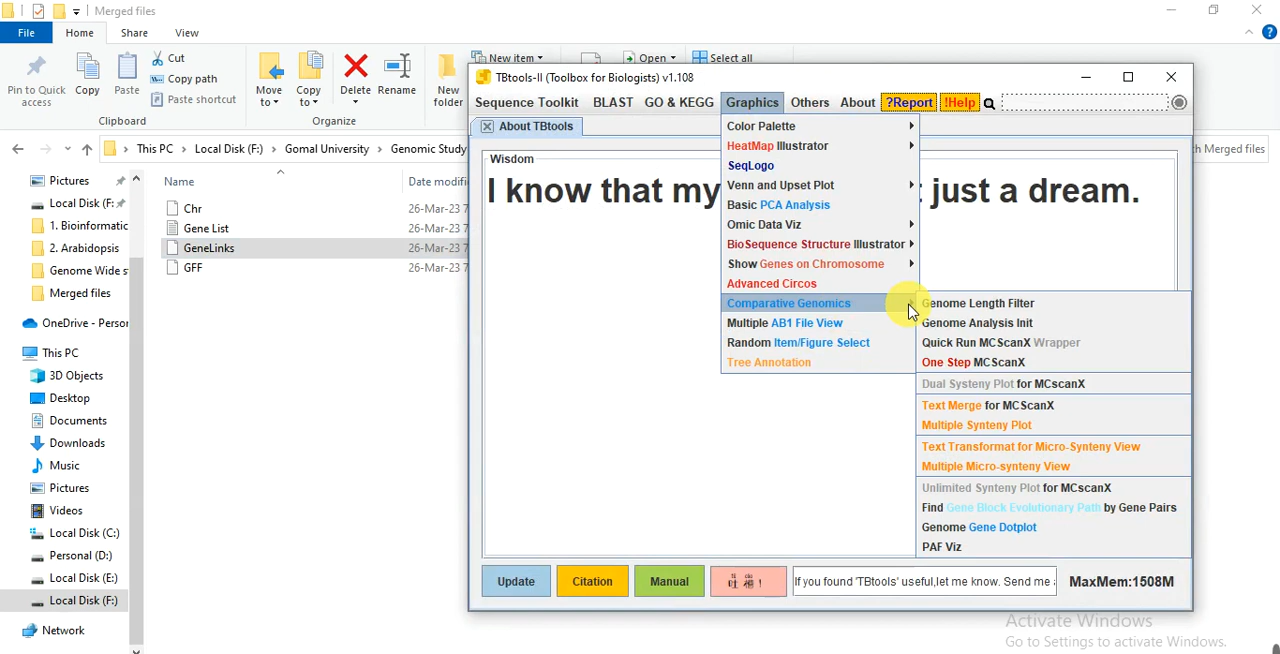 Merged files
File Home Share View
Pin to Quick access
Copy
Paste
Cut
Copy path
Paste shortcut
Clipboard
Move to
Copy to
Delete
Rename
Organize
New folder
New item
Open
Select all
This PC › Local Disk (F:) › Gomal University › Genomic Study
ch Merged files
Pictures
Local Disk (F:
1. Bioinformatic
2. Arabidopsis
Genome Wide s
Merged files
OneDrive - Person
This PC
3D Objects
Desktop
Documents
Downloads
Music
Pictures
Videos
Local Disk (C:)
Personal (D:)
Local Disk (E:)
Local Disk (F:)
Network
Name Date modifi
Chr 26-Mar-23 7
Gene List 26-Mar-23 7
GeneLinks 26-Mar-23 7
GFF 26-Mar-23 7
TBtools-II (Toolbox for Biologists) v1.108
Sequence Toolkit BLAST GO & KEGG Graphics Others About ?Report !Help
About TBtools
Wisdom
I know that my just a dream.
Color Palette
HeatMap Illustrator
SeqLogo
Venn and Upset Plot
Basic PCA Analysis
Omic Data Viz
BioSequence Structure Illustrator
Show Genes on Chromosome
Advanced Circos
Comparative Genomics
Multiple AB1 File View
Random Item/Figure Select
Tree Annotation
Genome Length Filter
Genome Analysis Init
Quick Run MCScanX Wrapper
One Step MCScanX
Dual Systeny Plot for MCscanX
Text Merge for MCScanX
Multiple Synteny Plot
Text Transformat for Micro-Synteny View
Multiple Micro-synteny View
Unlimited Synteny Plot for MCscanX
Find Gene Block Evolutionary Path by Gene Pairs
Genome Gene Dotplot
PAF Viz
Update Citation Manual 吐槽！ If you found 'TBtools' useful,let me know. Send me MaxMem:1508M
Activate Windows
Go to Settings to activate Windows.